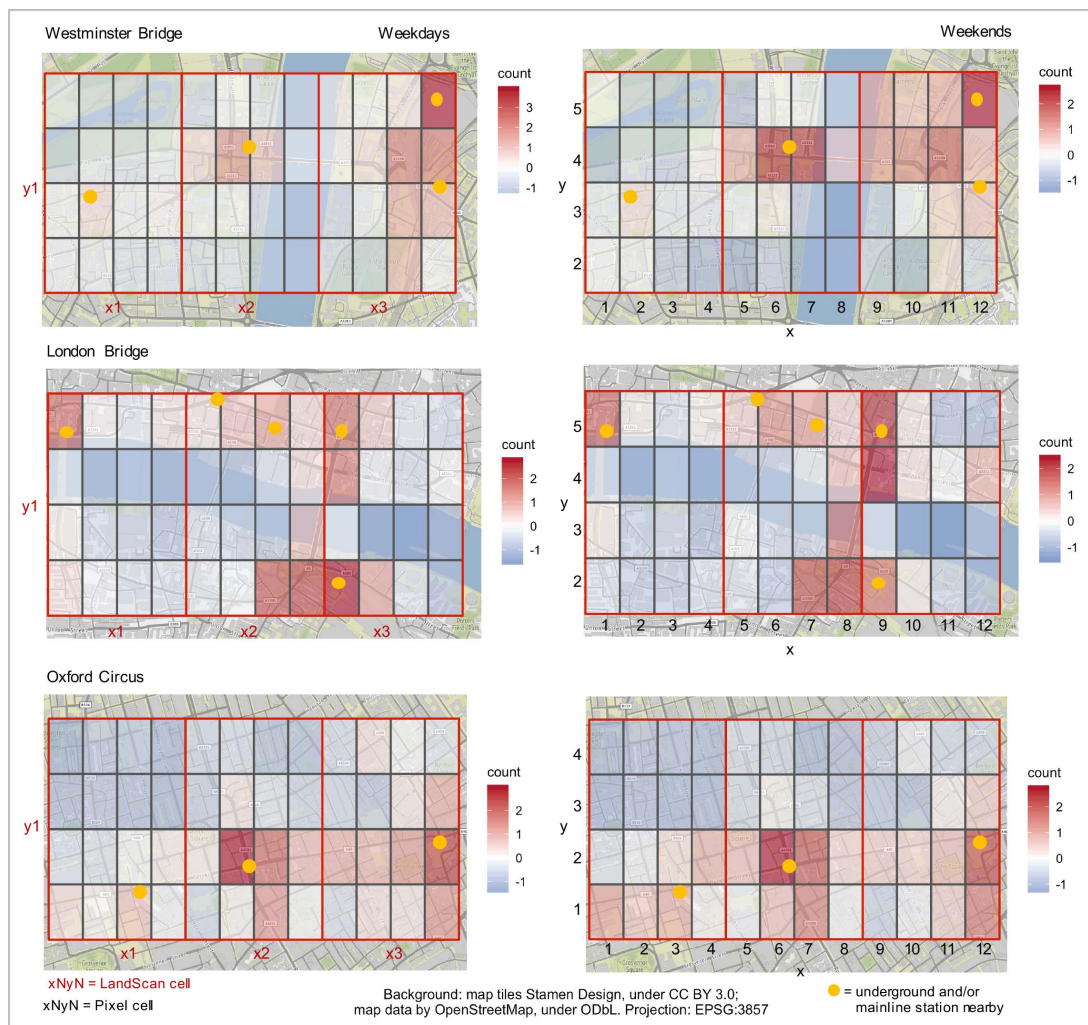 Westminster Bridge
Weekdays
Weekends
count
3
2
1
0
-1
y1
x1
x2
x3
5
4
y
3
2
1 2 3 4 5 6 7 8 9 10 11 12
x
count
2
1
0
-1
London Bridge
count
2
1
0
-1
y1
x1
x2
x3
5
4
y
3
2
1 2 3 4 5 6 7 8 9 10 11 12
x
count
2
1
0
-1
Oxford Circus
count
2
1
0
-1
y1
x1
x2
x3
4
3
y
2
1
1 2 3 4 5 6 7 8 9 10 11 12
x
count
2
1
0
-1
xNyN = LandScan cell
xNyN = Pixel cell
Background: map tiles Stamen Design, under CC BY 3.0;
map data by OpenStreetMap, under ODbL. Projection: EPSG:3857
= underground and/or
mainline station nearby